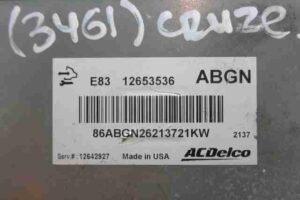 (3461) CRUZE.
E83 12653536 ABGN
86ABGN26213721KW 2137
Serv.#: 12642927 Made in USA ACDelco